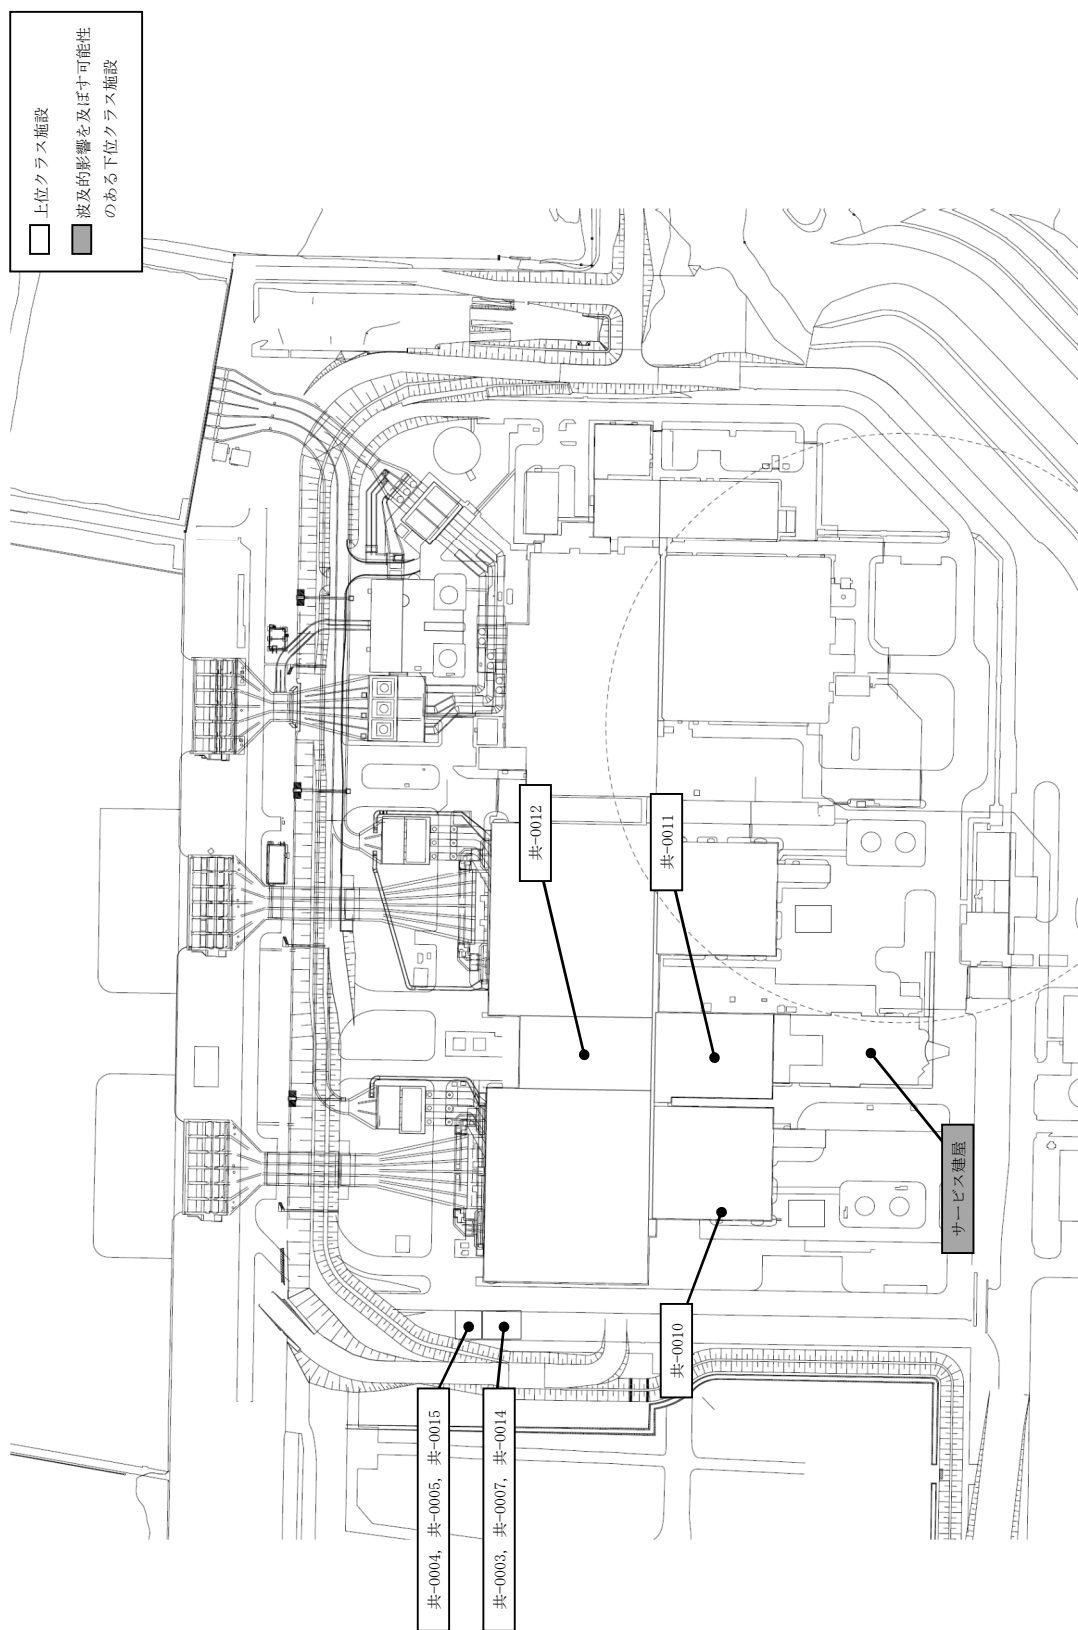 上位クラス施設
波及的影響を及ぼす可能性
のある下位クラス施設
共-0004, 共-0005, 共-0015
共-0003, 共-0007, 共-0014
共-0012
共-0011
共-0010
サービス建屋